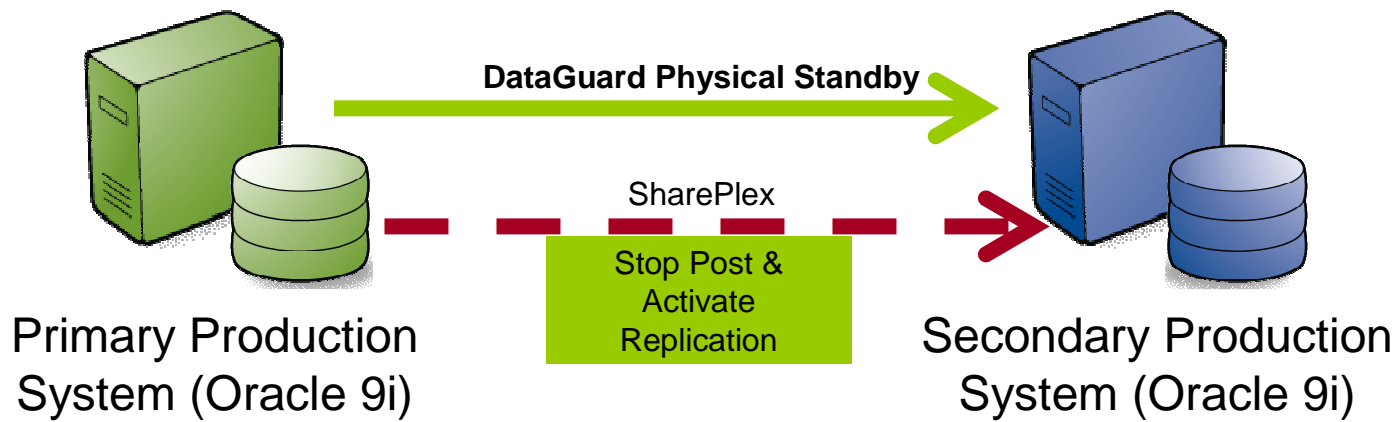 DataGuard Physical Standby
SharePlex
Stop Post &
Activate
Replication
Primary Production
System (Oracle 9i)
Secondary Production
System (Oracle 9i)